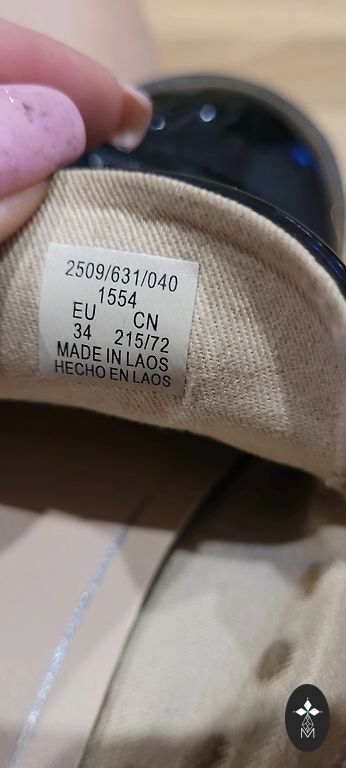 2509/631/040
1554
EU CN
34 215/72
MADE IN LAOS
HECHO EN LAOS